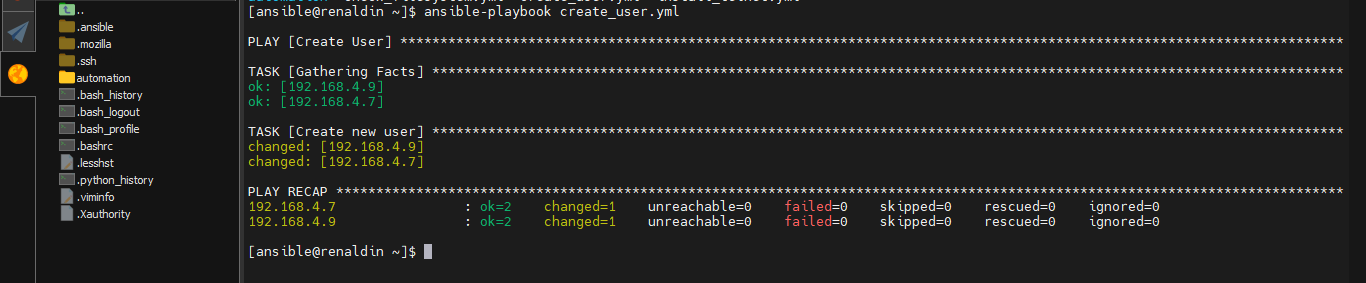 ..
.ansible
.mozilla
.ssh
automation
.bash_history
.bash_logout
.bash_profile
.bashrc
.lesshst
.python_history
.viminfo
.Xauthority
[ansible@renaldin ~]$ ansible-playbook create_user.yml
PLAY [Create User] **********************************************************************************************************************
TASK [Gathering Facts] ******************************************************************************************************************
ok: [192.168.4.9]
ok: [192.168.4.7]
TASK [Create new user] ******************************************************************************************************************
changed: [192.168.4.9]
changed: [192.168.4.7]
PLAY RECAP ******************************************************************************************************************************
192.168.4.7 : ok=2 changed=1 unreachable=0 failed=0 skipped=0 rescued=0 ignored=0
192.168.4.9 : ok=2 changed=1 unreachable=0 failed=0 skipped=0 rescued=0 ignored=0
[ansible@renaldin ~]$